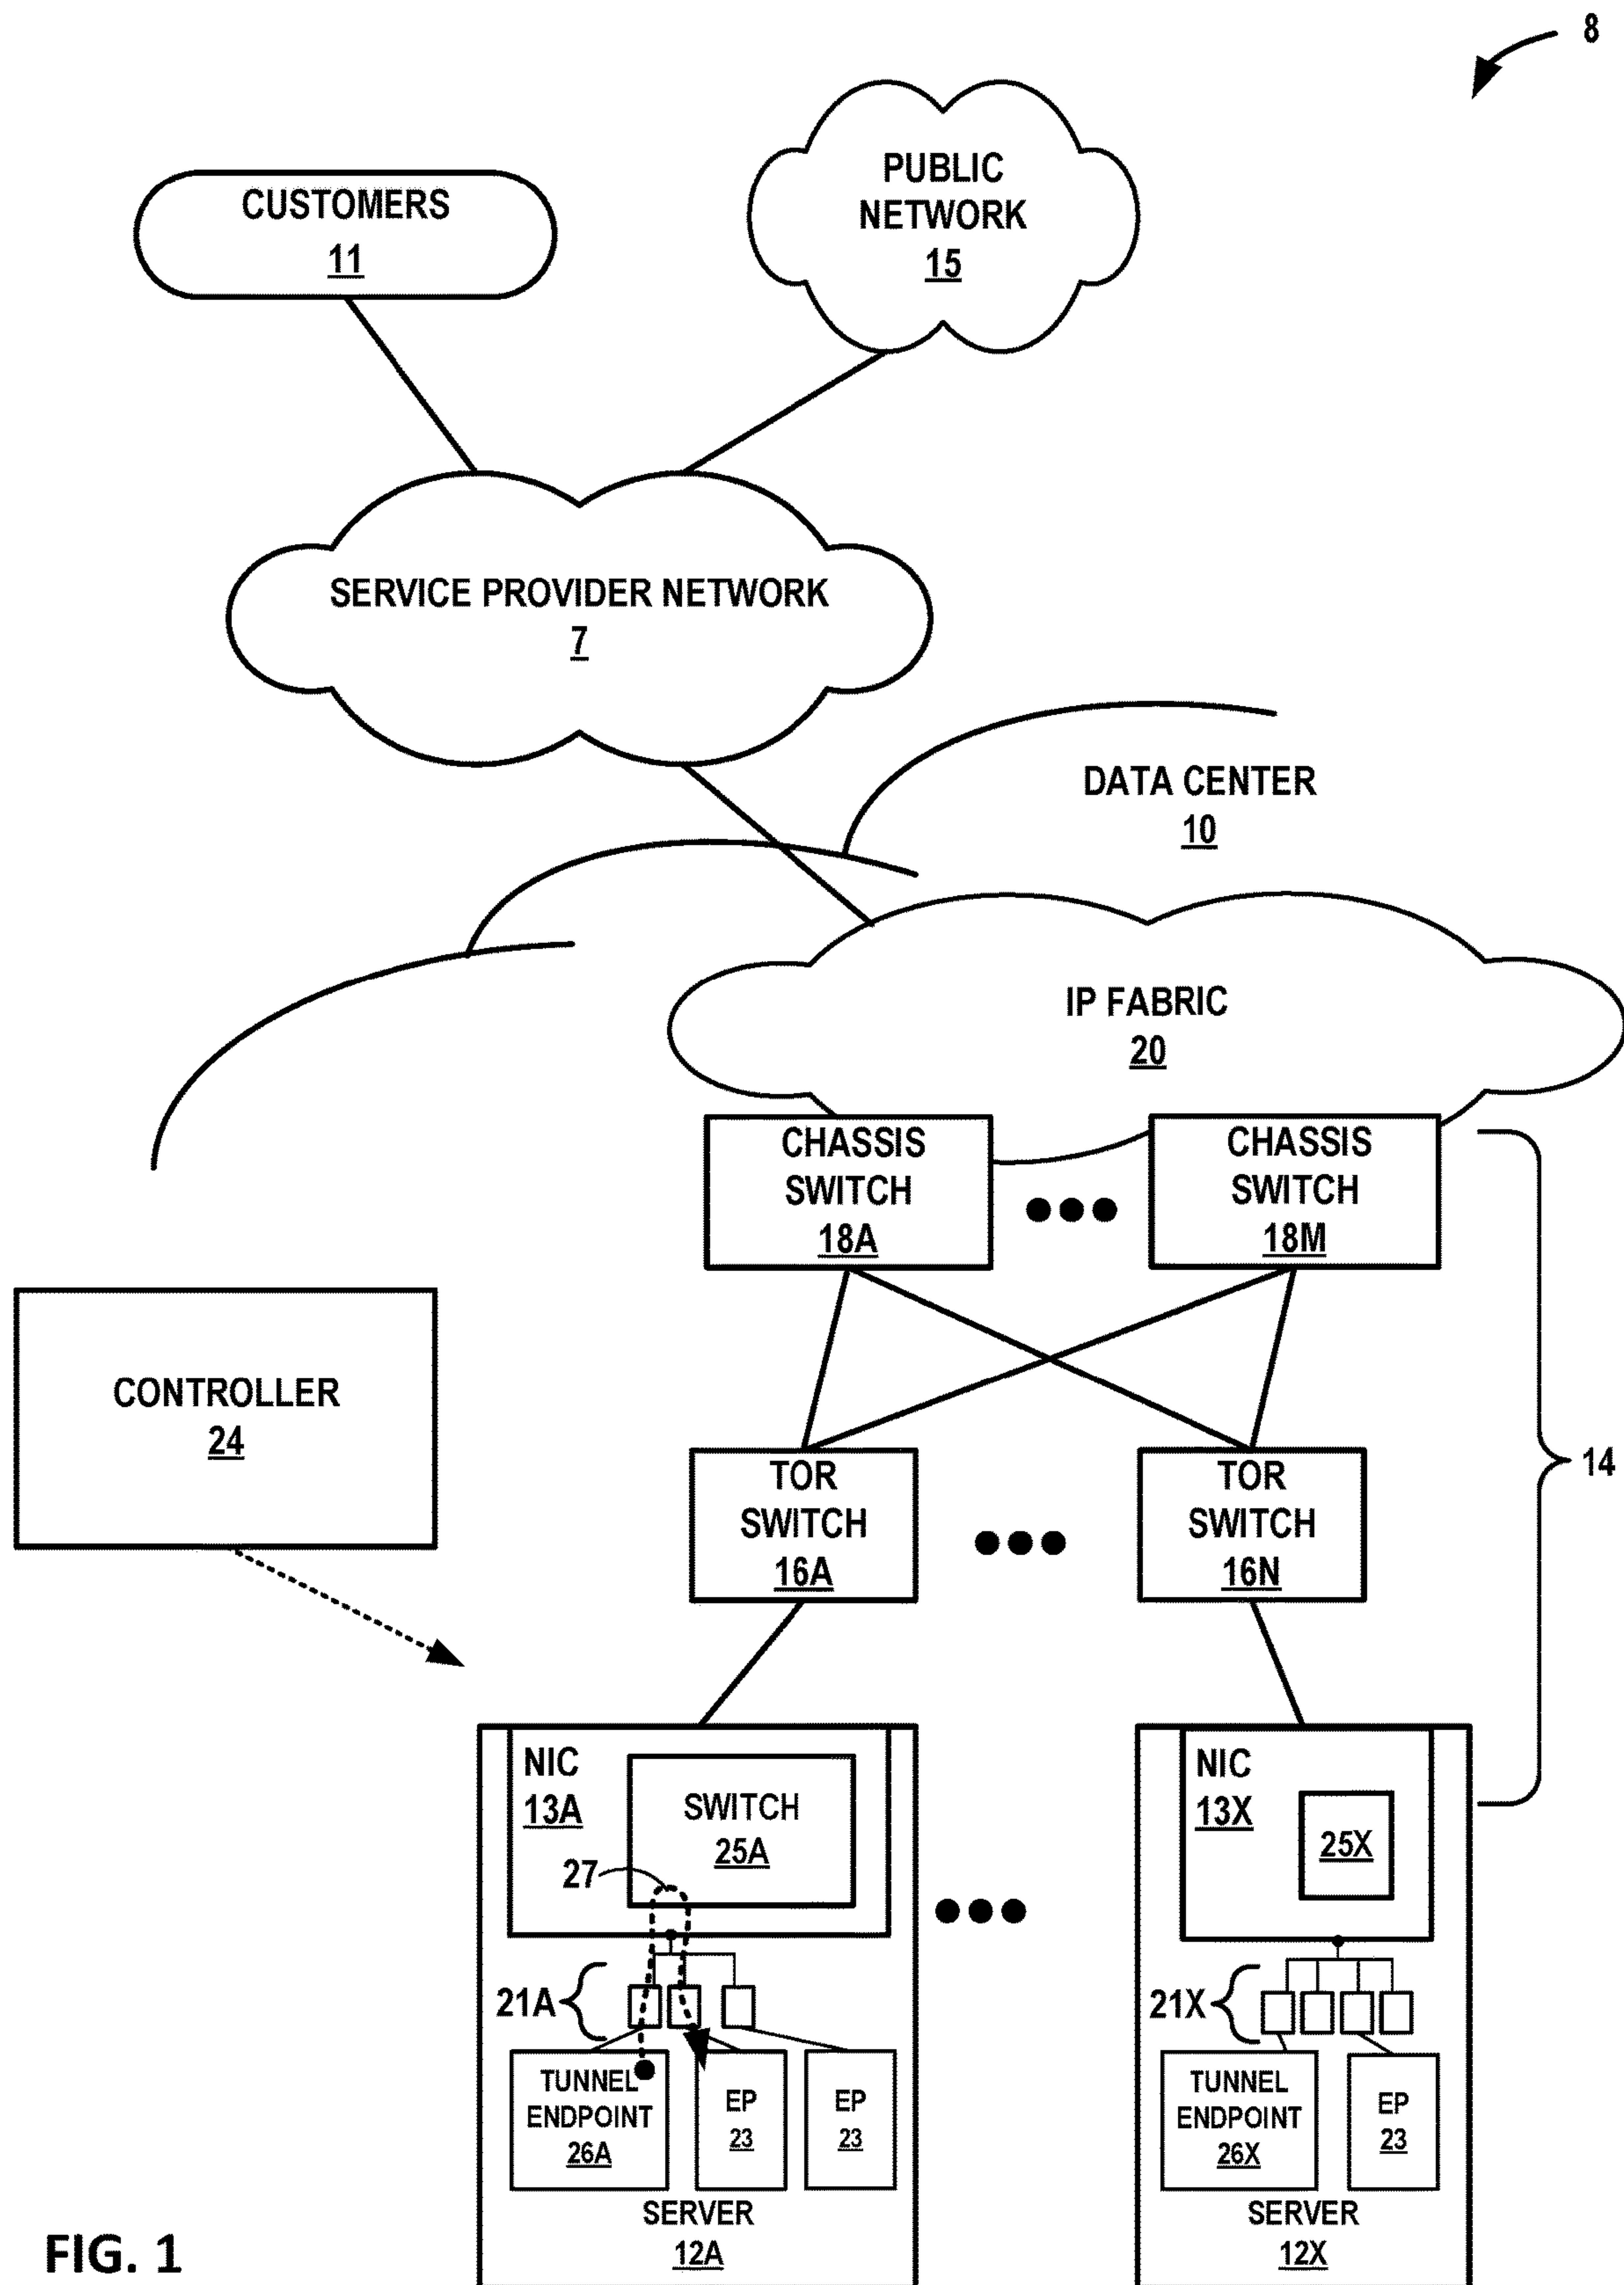 8
PUBLIC
NETWORK
15
CUSTOMERS
11
SERVICE PROVIDER NETWORK
7
DATA CENTER
10
IP FABRIC
20
CHASSIS
SWITCH
18A
CHASSIS
SWITCH
18M
CONTROLLER
24
TOR
SWITCH
16A
TOR
SWITCH
16N
14
NIC
13A
SWITCH
25A
27
NIC
13X
25X
21A
21X
TUNNEL
ENDPOINT
26A
EP
23
EP
23
TUNNEL
ENDPOINT
26X
EP
23
SERVER
12A
SERVER
12X
FIG. 1